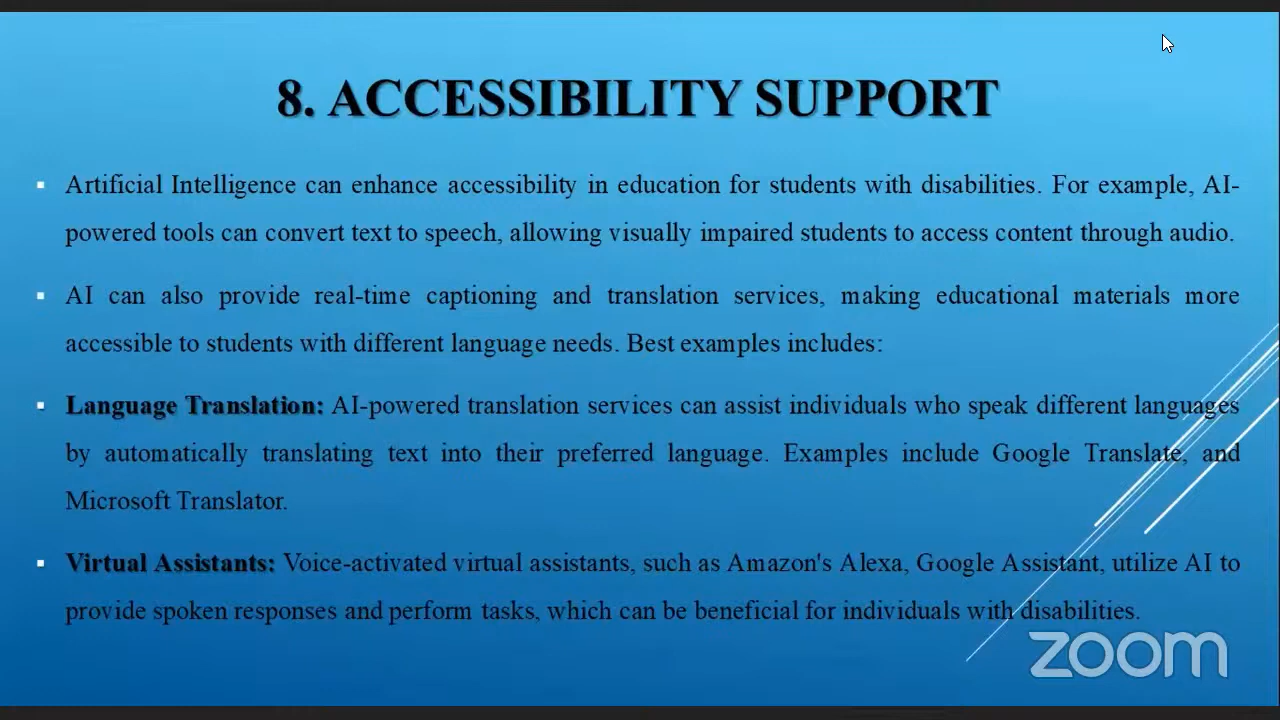 8. ACCESSIBILITY SUPPORT
▪ Artificial Intelligence can enhance accessibility in education for students with disabilities. For example, AI-
powered tools can convert text to speech, allowing visually impaired students to access content through audio.
▪ AI can also provide real-time captioning and translation services, making educational materials more
accessible to students with different language needs. Best examples includes:
▪ Language Translation: AI-powered translation services can assist individuals who speak different languages
by automatically translating text into their preferred language. Examples include Google Translate, and
Microsoft Translator.
▪ Virtual Assistants: Voice-activated virtual assistants, such as Amazon's Alexa, Google Assistant, utilize AI to
provide spoken responses and perform tasks, which can be beneficial for individuals with disabilities.
zoom